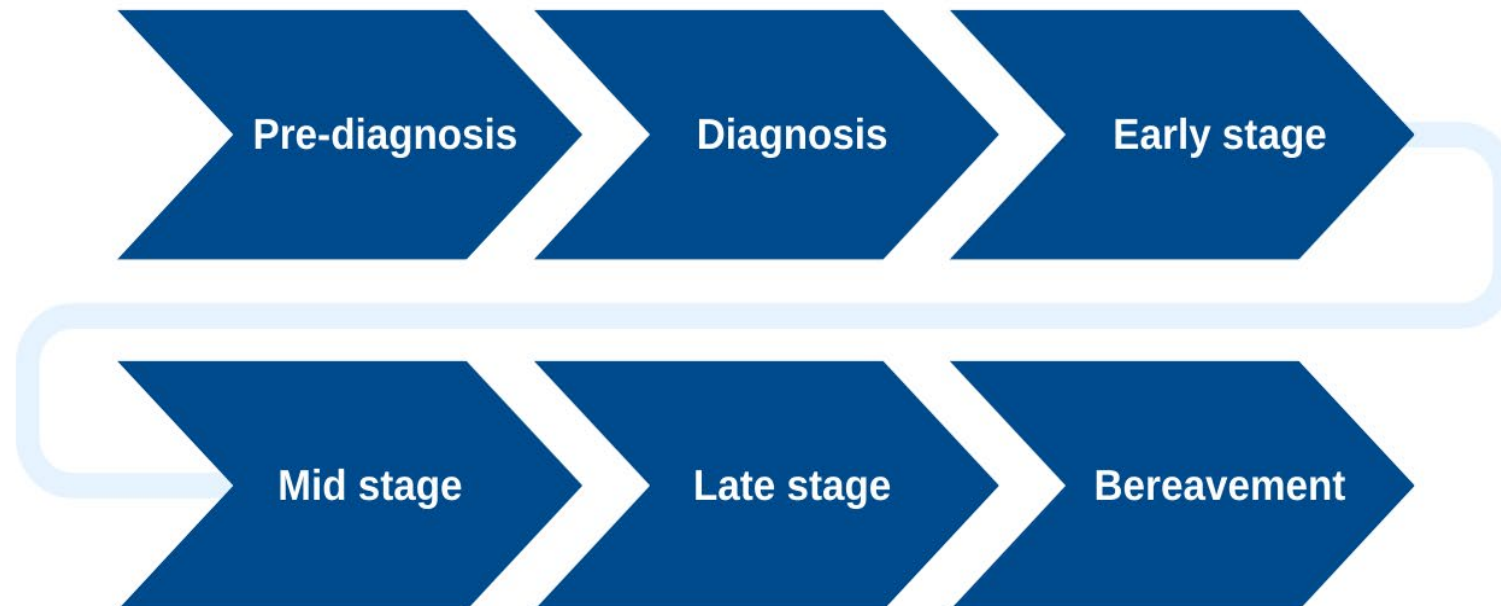 Pre-diagnosis
Diagnosis
Early stage
Mid stage
Late stage
Bereavement